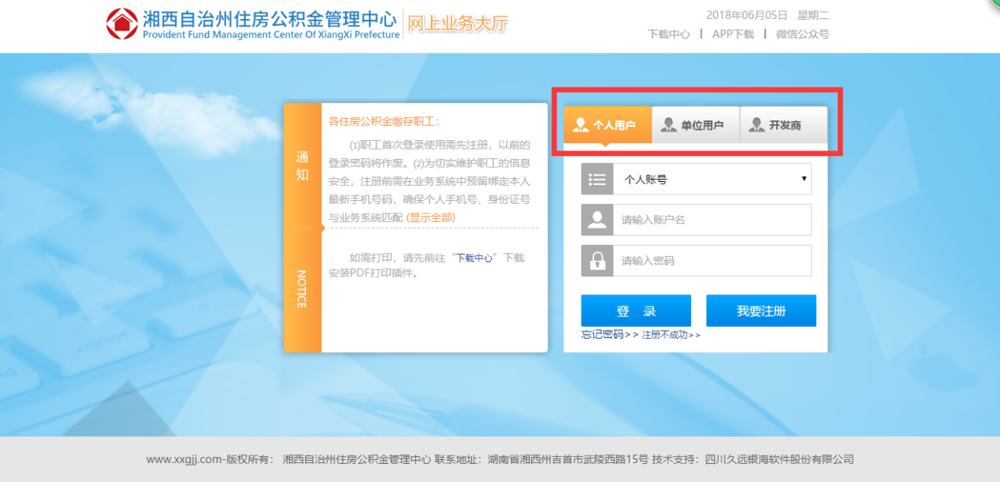 湘西自治州住房公积金管理中心
Provident Fund Management Center Of XiangXi Prefecture
网上业务大厅
2018年06月05日 星期二
下载中心 | APP下载 | 微信公众号
通知
NOTICE
各住房公积金缴存职工：
(1)职工首次登录使用需先注册，以前的
登录密码将作废。(2)为切实维护职工的信息
安全，注册前需在业务系统中预留绑定本人
最新手机号码，确保个人手机号、身份证号
与业务系统匹配 (显示全部)
如需打印，请先前往“下载中心”下载
安装PDF打印插件。
个人用户 单位用户 开发商
个人账号
请输入账户名
请输入密码
登 录 我要注册
忘记密码>> 注册不成功>>
www.xxgjj.com-版权所有： 湘西自治州住房公积金管理中心 联系地址：湖南省湘西州吉首市武陵西路15号 技术支持：四川久远银海软件股份有限公司